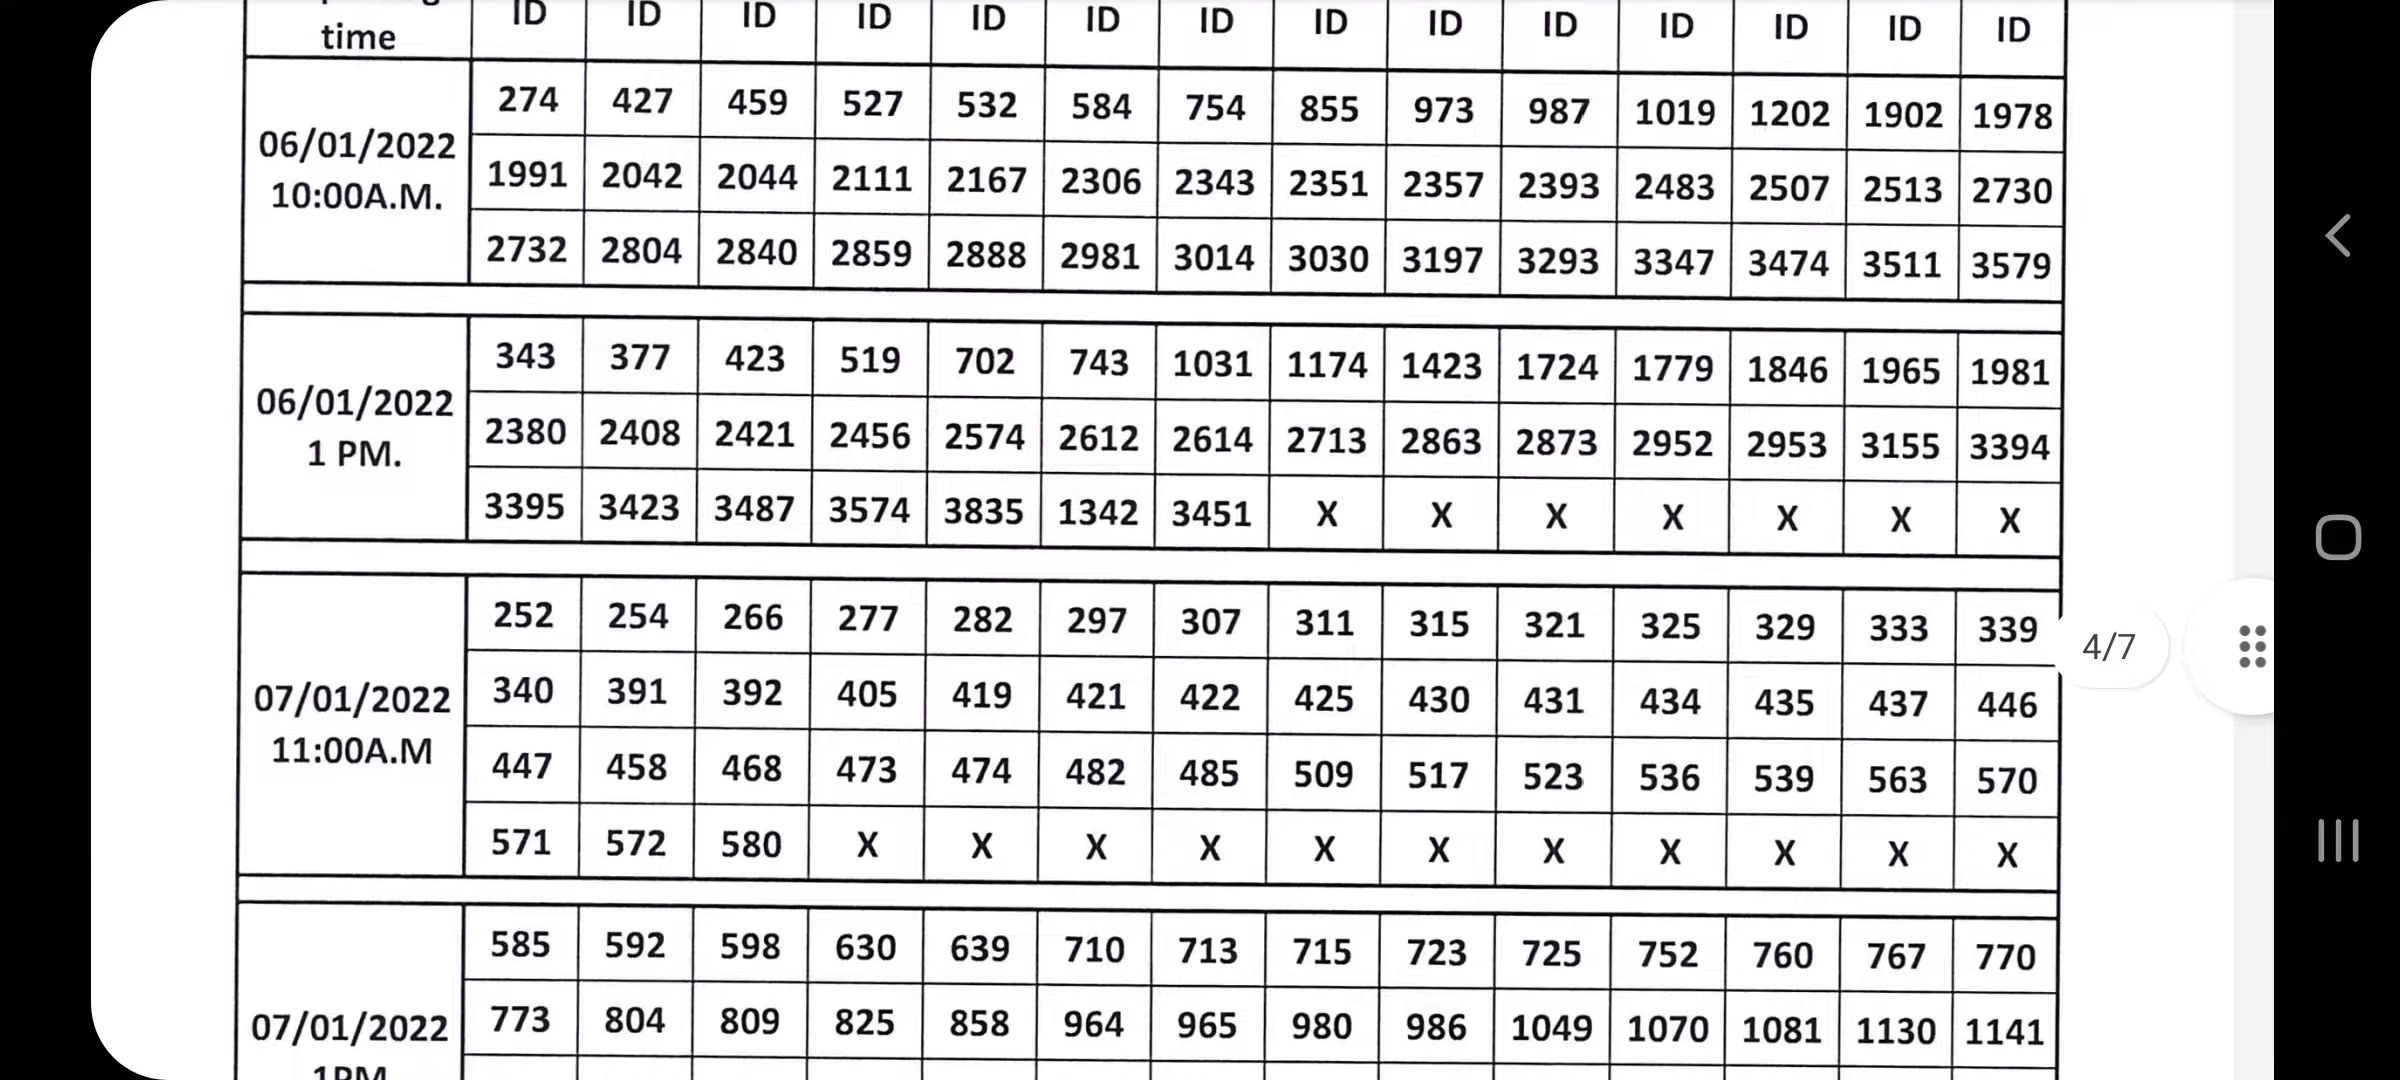 time ID ID ID ID ID ID ID ID ID ID ID ID ID ID
274 427 459 527 532 584 754 855 973 987 1019 1202 1902 1978
06/01/2022
10:00A.M.
1991 2042 2044 2111 2167 2306 2343 2351 2357 2393 2483 2507 2513 2730
2732 2804 2840 2859 2888 2981 3014 3030 3197 3293 3347 3474 3511 3579
343 377 423 519 702 743 1031 1174 1423 1724 1779 1846 1965 1981
06/01/2022
1 PM.
2380 2408 2421 2456 2574 2612 2614 2713 2863 2873 2952 2953 3155 3394
3395 3423 3487 3574 3835 1342 3451 X X X X X X X
252 254 266 277 282 297 307 311 315 321 325 329 333 339
4/7
340 391 392 405 419 421 422 425 430 431 434 435 437 446
07/01/2022
11:00A.M
447 458 468 473 474 482 485 509 517 523 536 539 563 570
571 572 580 X X X X X X X X X X X
585 592 598 630 639 710 713 715 723 725 752 760 767 770
773 804 809 825 858 964 965 980 986 1049 1070 1081 1130 1141
07/01/2022
1PM